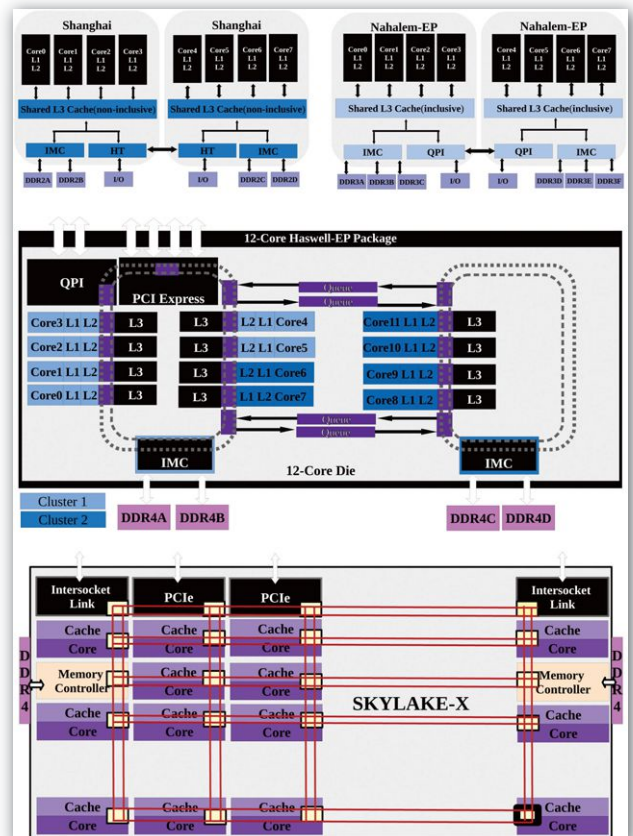 Shanghai
Shanghai
Nahalem-EP
Nahalem-EP
Core0 L1 L2
Core1 L1 L2
Core2 L1 L2
Core3 L1 L2
Core4 L1 L2
Core5 L1 L2
Core6 L1 L2
Core7 L1 L2
Core0 L1 L2
Core1 L1 L2
Core2 L1 L2
Core3 L1 L2
Core4 L1 L2
Core5 L1 L2
Core6 L1 L2
Core7 L1 L2
Shared L3 Cache(non-inclusive)
Shared L3 Cache(non-inclusive)
Shared L3 Cache(inclusive)
Shared L3 Cache(inclusive)
IMC
HT
HT
IMC
IMC
QPI
QPI
IMC
DDR2A
DDR2B
I/O
I/O
DDR2C
DDR2D
DDR3A
DDR3B
DDR3C
I/O
I/O
DDR3D
DDR3E
DDR3F
12-Core Haswell-EP Package
QPI
PCI Express
Queue
Queue
Core3 L1 L2
L3
L3
L2 L1 Core4
Core11 L1 L2
L3
Core2 L1 L2
L3
L3
L2 L1 Core5
Core10 L1 L2
L3
Core1 L1 L2
L3
L3
L2 L1 Core6
Core9 L1 L2
L3
Core0 L1 L2
L3
L3
L1 L2 Core7
Core8 L1 L2
L3
Queue
Queue
IMC
12-Core Die
IMC
Cluster 1
Cluster 2
DDR4A
DDR4B
DDR4C
DDR4D
Intersocket Link
PCIe
PCIe
Intersocket Link
Cache
Core
Cache
Core
Cache
Core
Cache
Core
DDR4
Memory Controller
Cache
Core
Cache
Core
SKYLAKE-X
Memory Controller
DDR4
Cache
Core
Cache
Core
Cache
Core
Cache
Core
Cache
Core
Cache
Core
Cache
Core
Cache
Core